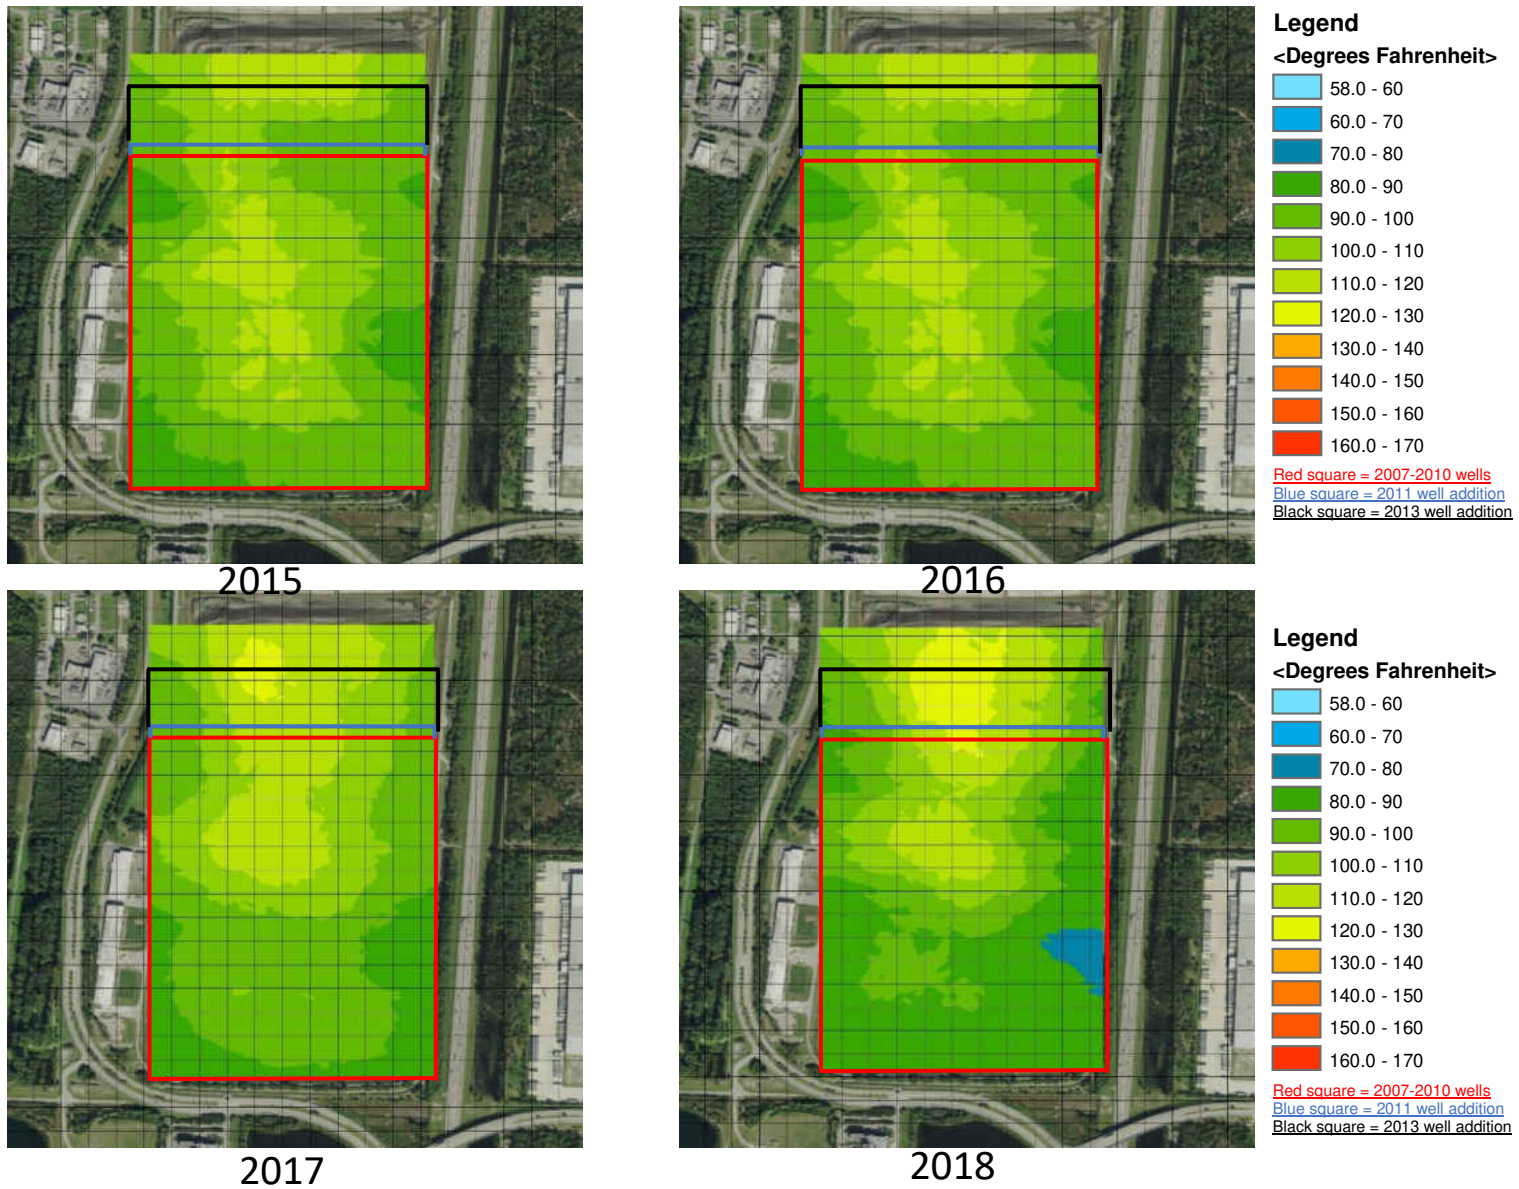 Legend
<Degrees Fahrenheit>
58.0 - 60
60.0 - 70
70.0 - 80
80.0 - 90
90.0 - 100
100.0 - 110
110.0 - 120
120.0 - 130
130.0 - 140
140.0 - 150
150.0 - 160
160.0 - 170
Red square = 2007-2010 wells
Blue square = 2011 well addition
Black square = 2013 well addition
2015
2016
Legend
<Degrees Fahrenheit>
58.0 - 60
60.0 - 70
70.0 - 80
80.0 - 90
90.0 - 100
100.0 - 110
110.0 - 120
120.0 - 130
130.0 - 140
140.0 - 150
150.0 - 160
160.0 - 170
Red square = 2007-2010 wells
Blue square = 2011 well addition
Black square = 2013 well addition
2017
2018